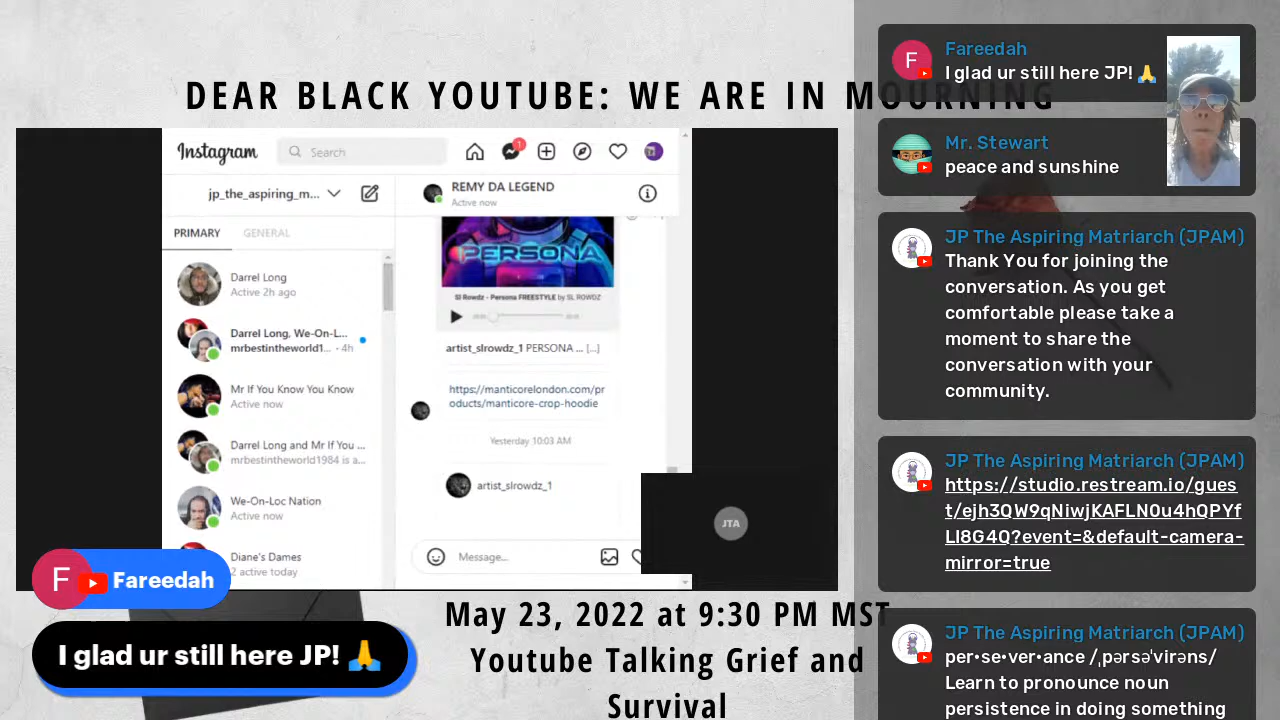 DEAR BLACK YOUTUBE: WE ARE IN MOURNING
Instagram
Search
1
jp_the_aspiring_m...
REMY DA LEGEND
Active now
PRIMARY
GENERAL
Darrel Long
Active 2h ago
Darrel Long, We-On-L...
mrbestintheworld1... · 4h
Mr If You Know You Know
Active now
Darrel Long and Mr If You ...
mrbestintheworld1984 is a...
We-On-Loc Nation
Active now
Diane's Dames
2 active today
PERSONA
Sl Rowdz - Persona FREESTYLE by SL ROWDZ
artist_slrowdz_1 PERSONA ... [...]
https://manticorelondon.com/pr
oducts/manticore-crop-hoodie
Yesterday 10:03 AM
artist_slrowdz_1
Message...
JTA
F
Fareedah
I glad ur still here JP! 🙏
May 23, 2022 at 9:30 PM MST
Youtube Talking Grief and
Survival
F
Fareedah
I glad ur still here JP! 🙏
Mr. Stewart
peace and sunshine
JP The Aspiring Matriarch (JPAM)
Thank You for joining the
conversation. As you get
comfortable please take a
moment to share the
conversation with your
community.
JP The Aspiring Matriarch (JPAM)
https://studio.restream.io/gues
t/ejh3QW9qNiwjKAFLN0u4hQPYf
LI8G4Q?event=&default-camera-
mirror=true
JP The Aspiring Matriarch (JPAM)
per•se•ver•ance /ˌpərsəˈvirəns/
Learn to pronounce noun
persistence in doing something